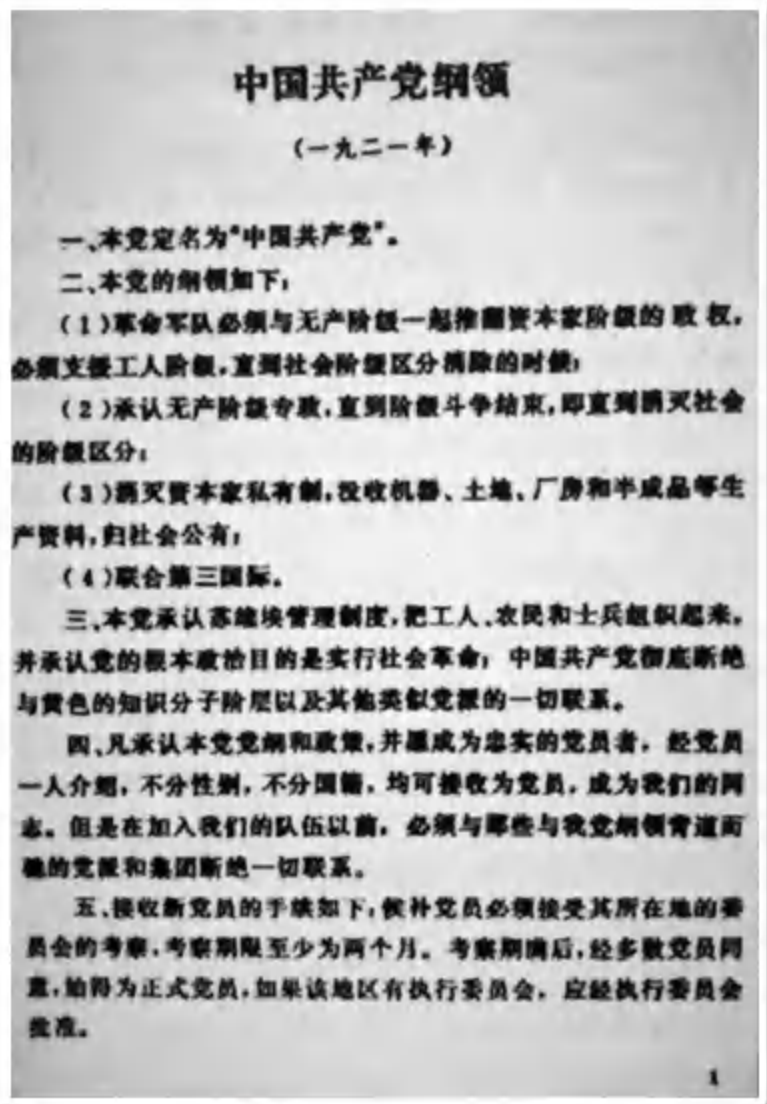 中国共产党纲领
（一九二一年）
一、本党定名为“中国共产党”。
二、本党的纲领如下：
（1）革命军队必须与无产阶级一起推翻资本家阶级的政权，
必须支援工人阶级，直到社会阶级区分消除的时候；
（2）承认无产阶级专政，直到阶级斗争结束，即直到消灭社会
的阶级区分；
（3）消灭资本家私有制，没收机器、土地、厂房和半成品等生
产资料，归社会公有；
（4）联合第三国际。
三、本党承认苏维埃管理制度，把工人、农民和士兵组织起来，
并承认党的根本政治目的是实行社会革命；中国共产党彻底断绝
与黄色的知识分子阶层以及其他类似党派的一切联系。
四、凡承认本党党纲和政策，并愿成为忠实的党员者，经党员
一人介绍，不分性别，不分国籍，均可接收为党员，成为我们的同
志。但是在加入我们的队伍以前，必须与那些与我党纲领背道而
驰的党派和集团断绝一切联系。
五、接收新党员的手续如下：候补党员必须接受其所在地的委
员会的考察，考察期限至少为两个月。考察期满后，经多数党员同
意，始得为正式党员，如果该地区有执行委员会，应经执行委员会
批准。
1